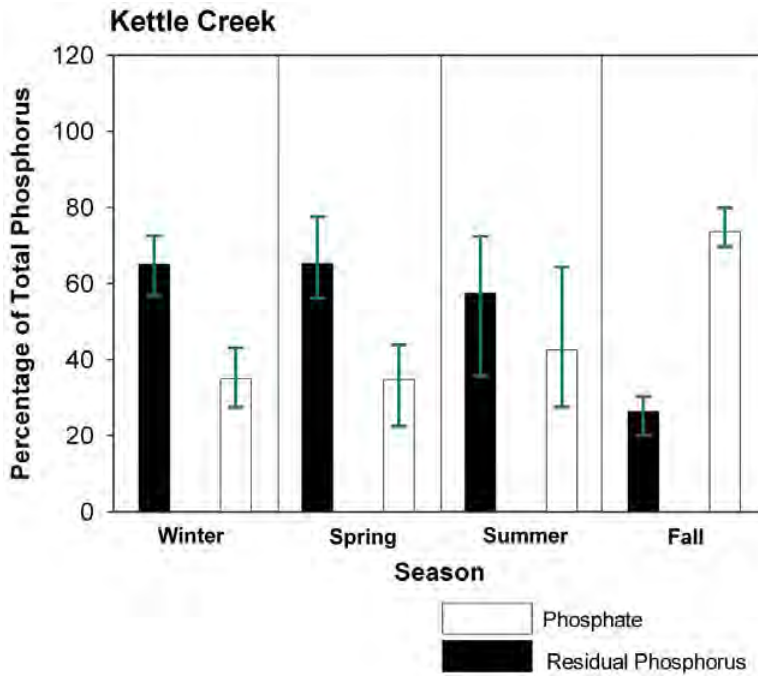 Kettle Creek
120
100
80
60
40
20
0
Percentage of Total Phosphorus
Winter Spring Summer Fall
Season
Phosphate
Residual Phosphorus